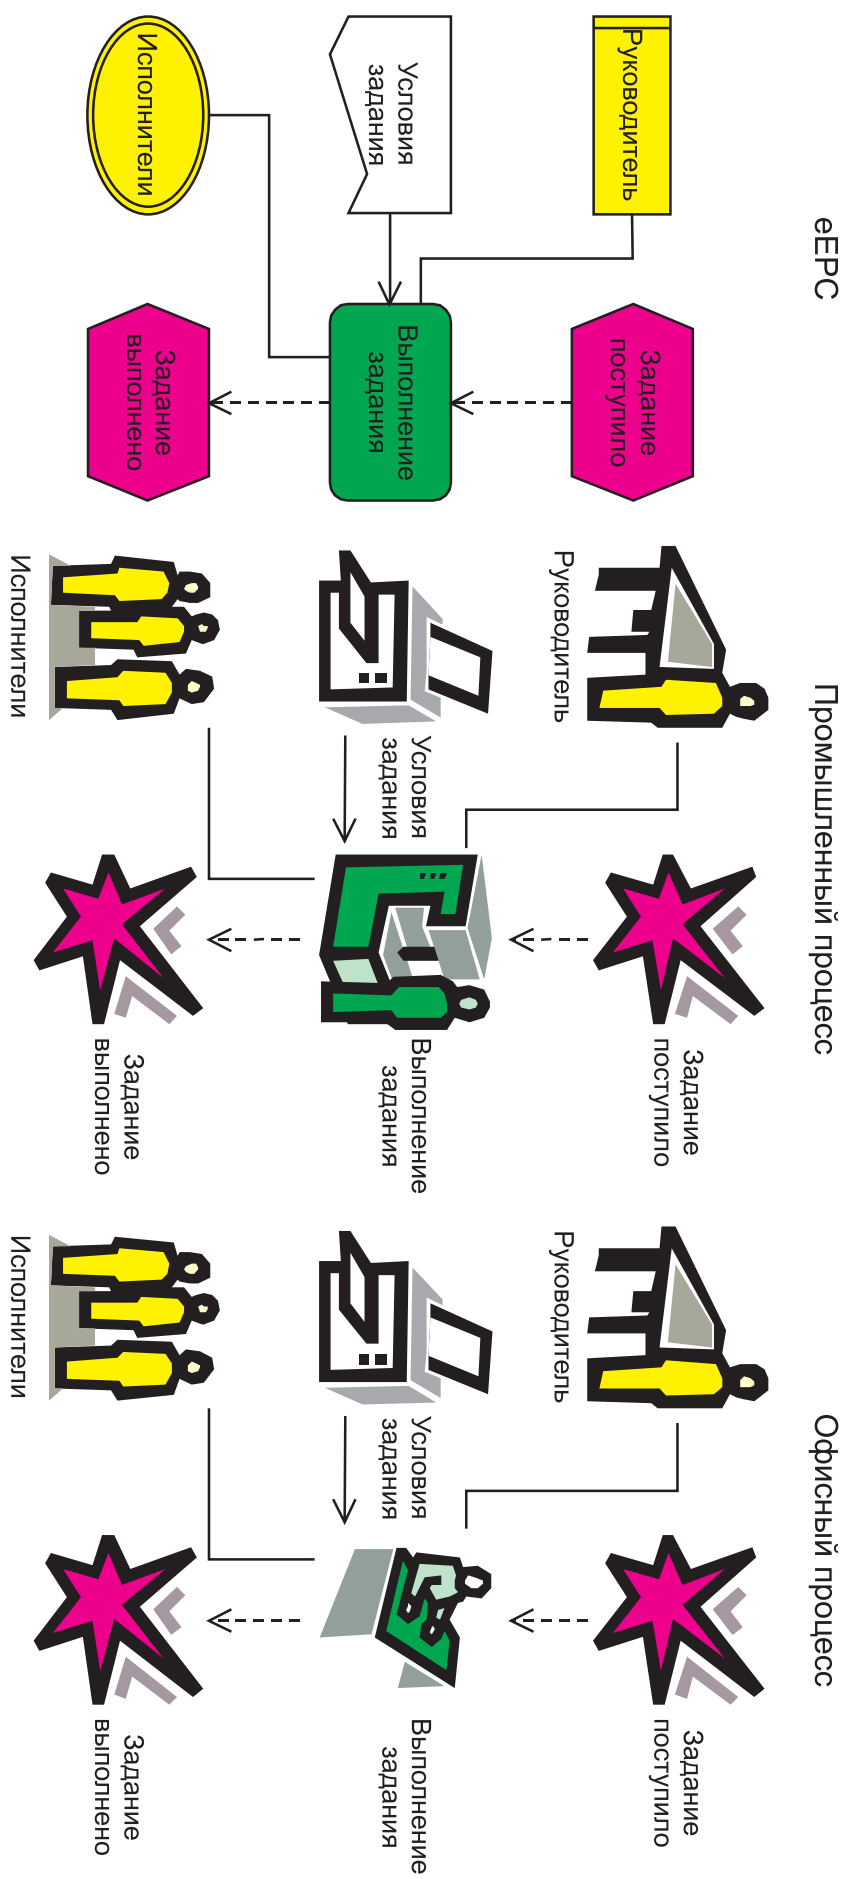 еЕРС
Руководитель
Задание
поступило
Условия
задания
Выполнение
задания
Исполнители
Задание
выполнено
Промышленный процесс
Руководитель
Задание
поступило
Условия
задания
Выполнение
задания
Исполнители
Задание
выполнено
Офисный процесс
Руководитель
Задание
поступило
Условия
задания
Выполнение
задания
Исполнители
Задание
выполнено